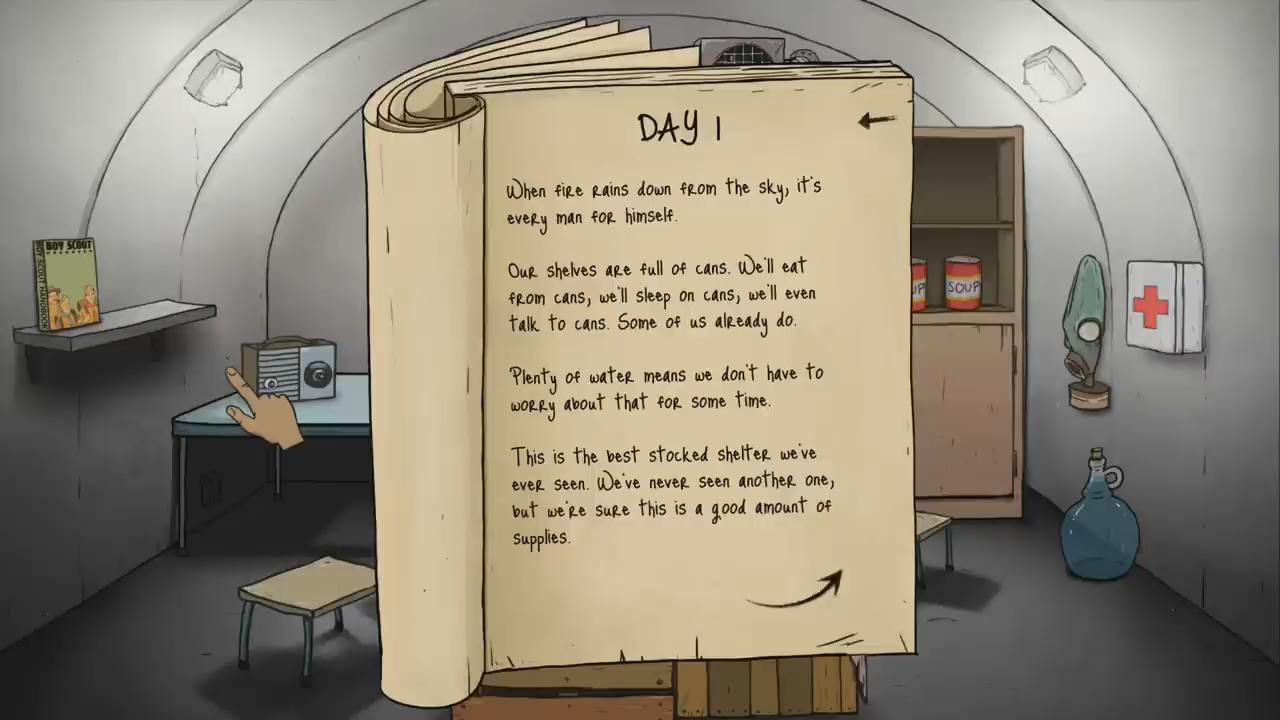 DAY 1
When fire rains down from the sky, it's
every man for himself.
Our shelves are full of cans. We'll eat
from cans, we'll sleep on cans, we'll even
talk to cans. Some of us already do.
Plenty of water means we don't have to
worry about that for some time.
This is the best stocked shelter we've
ever seen. We've never seen another one,
but we're sure this is a good amount of
supplies.
BOY SCOUT
BOY SCOUT HANDBOOK
UP
SOUP